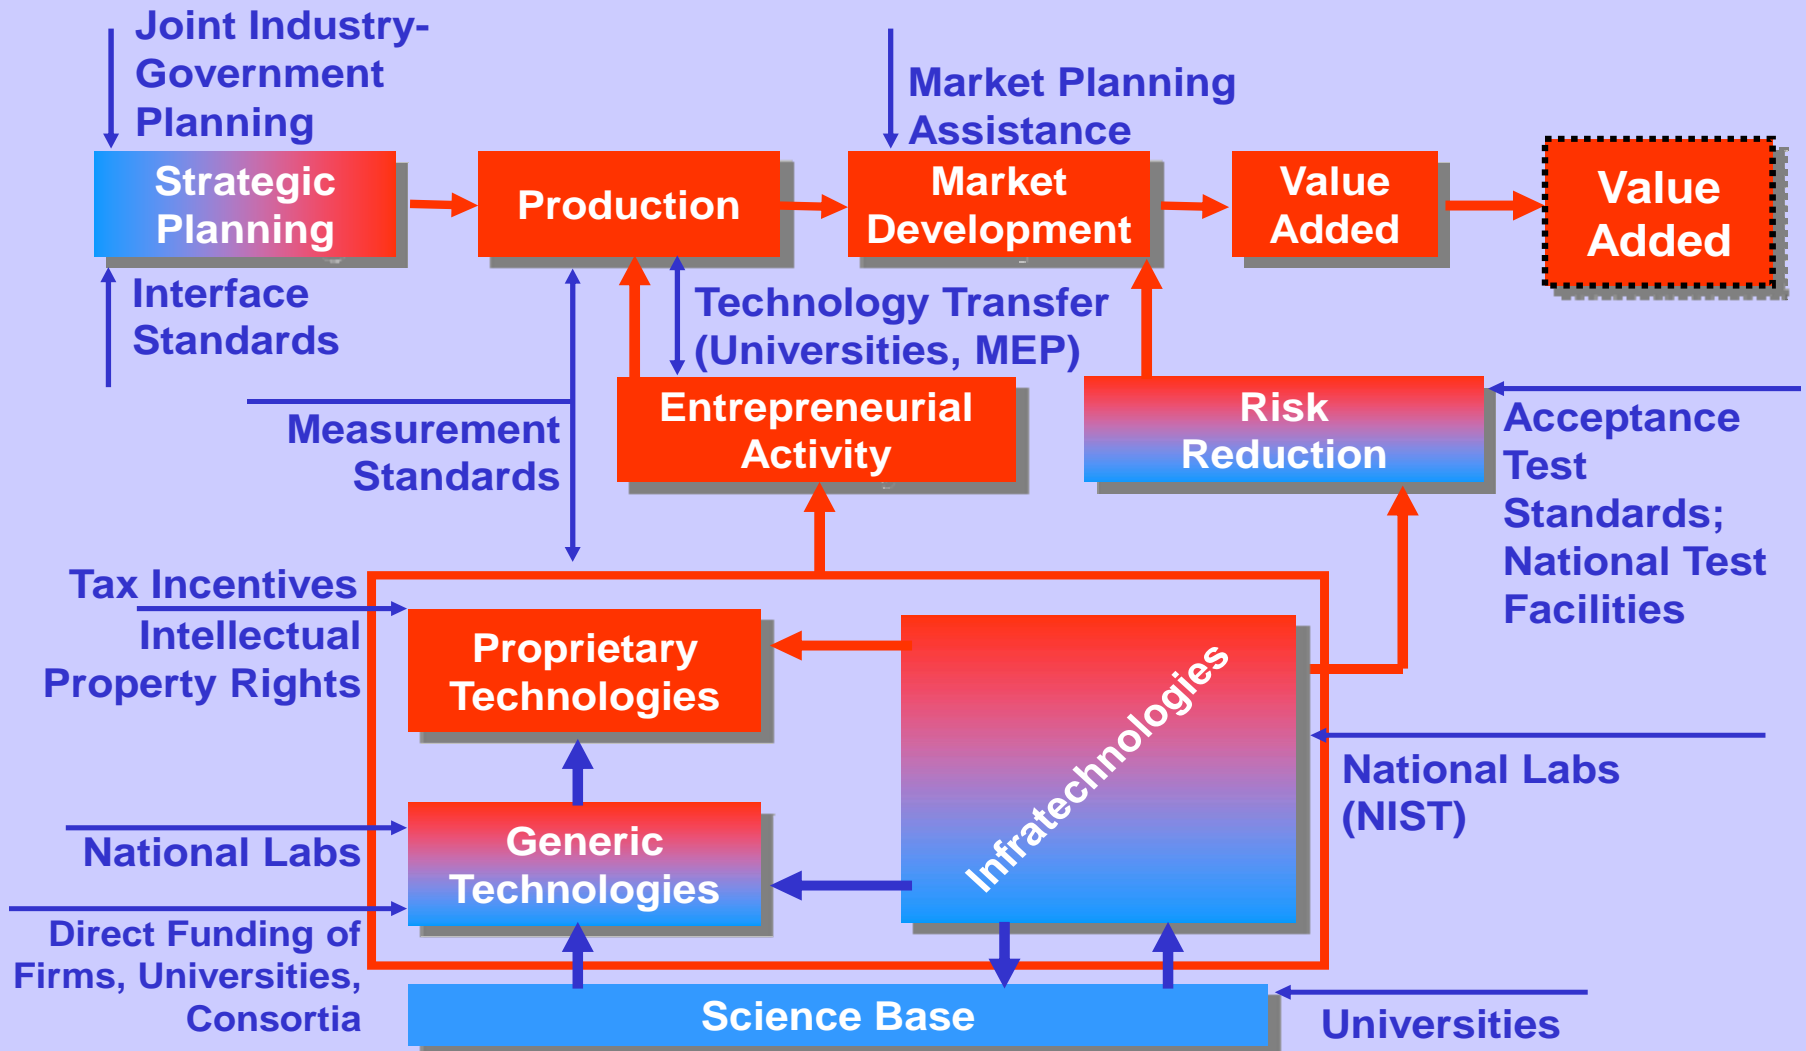 Joint Industry-
Government
Planning
Market Planning
Assistance
Strategic
Planning
Production
Market
Development
Value
Added
Value
Added
Interface
Standards
Technology Transfer
(Universities, MEP)
Measurement
Standards
Entrepreneurial
Activity
Risk
Reduction
Acceptance
Test
Standards;
National Test
Facilities
Tax Incentives
Intellectual
Property Rights
Proprietary
Technologies
Infratechnologies
National Labs
(NIST)
National Labs
Generic
Technologies
Direct Funding of
Firms, Universities,
Consortia
Science Base
Universities